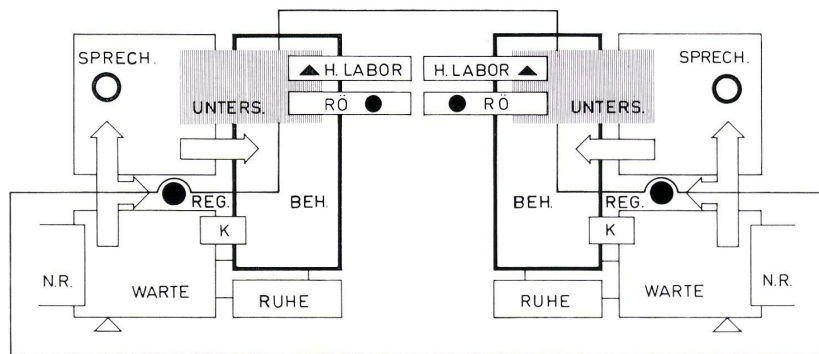 SPRECH.
H. LABOR
H. LABOR
SPRECH.
UNTERS.
RÖ
RÖ
UNTERS.
REG.
BEH.
BEH.
REG.
K
K
N.R.
WARTE
RUHE
RUHE
WARTE
N.R.